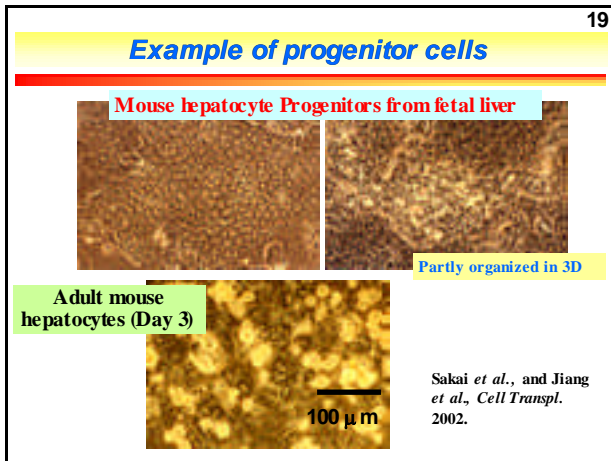 19
Example of progenitor cells
Mouse hepatocyte Progenitors from fetal liver
Partly organized in 3D
Adult mouse
hepatocytes (Day 3)
100 μm
Sakai et al., and Jiang
et al., Cell Transpl.
2002.